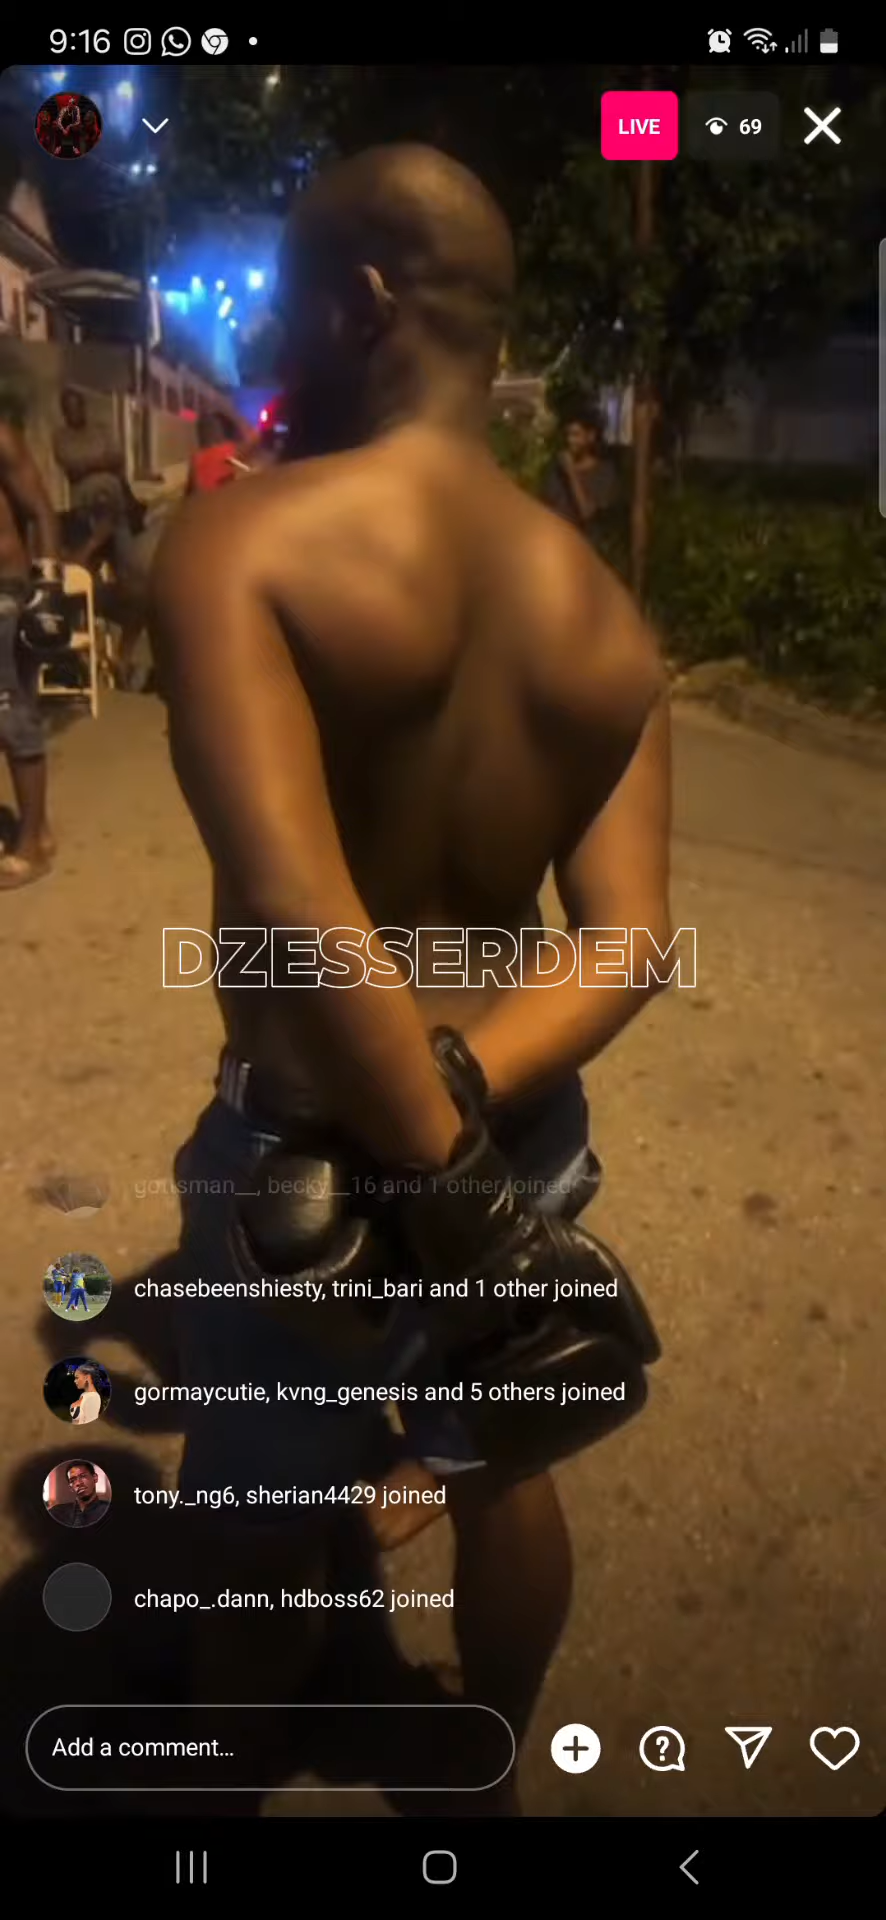 9:16
LIVE
69
DZESSERDEM
gotisman__, becky__16 and 1 other joined
chasebeenshiesty, trini_bari and 1 other joined
gormaycutie, kvng_genesis and 5 others joined
tony._ng6, sherian4429 joined
chapo_.dann, hdboss62 joined
Add a comment...